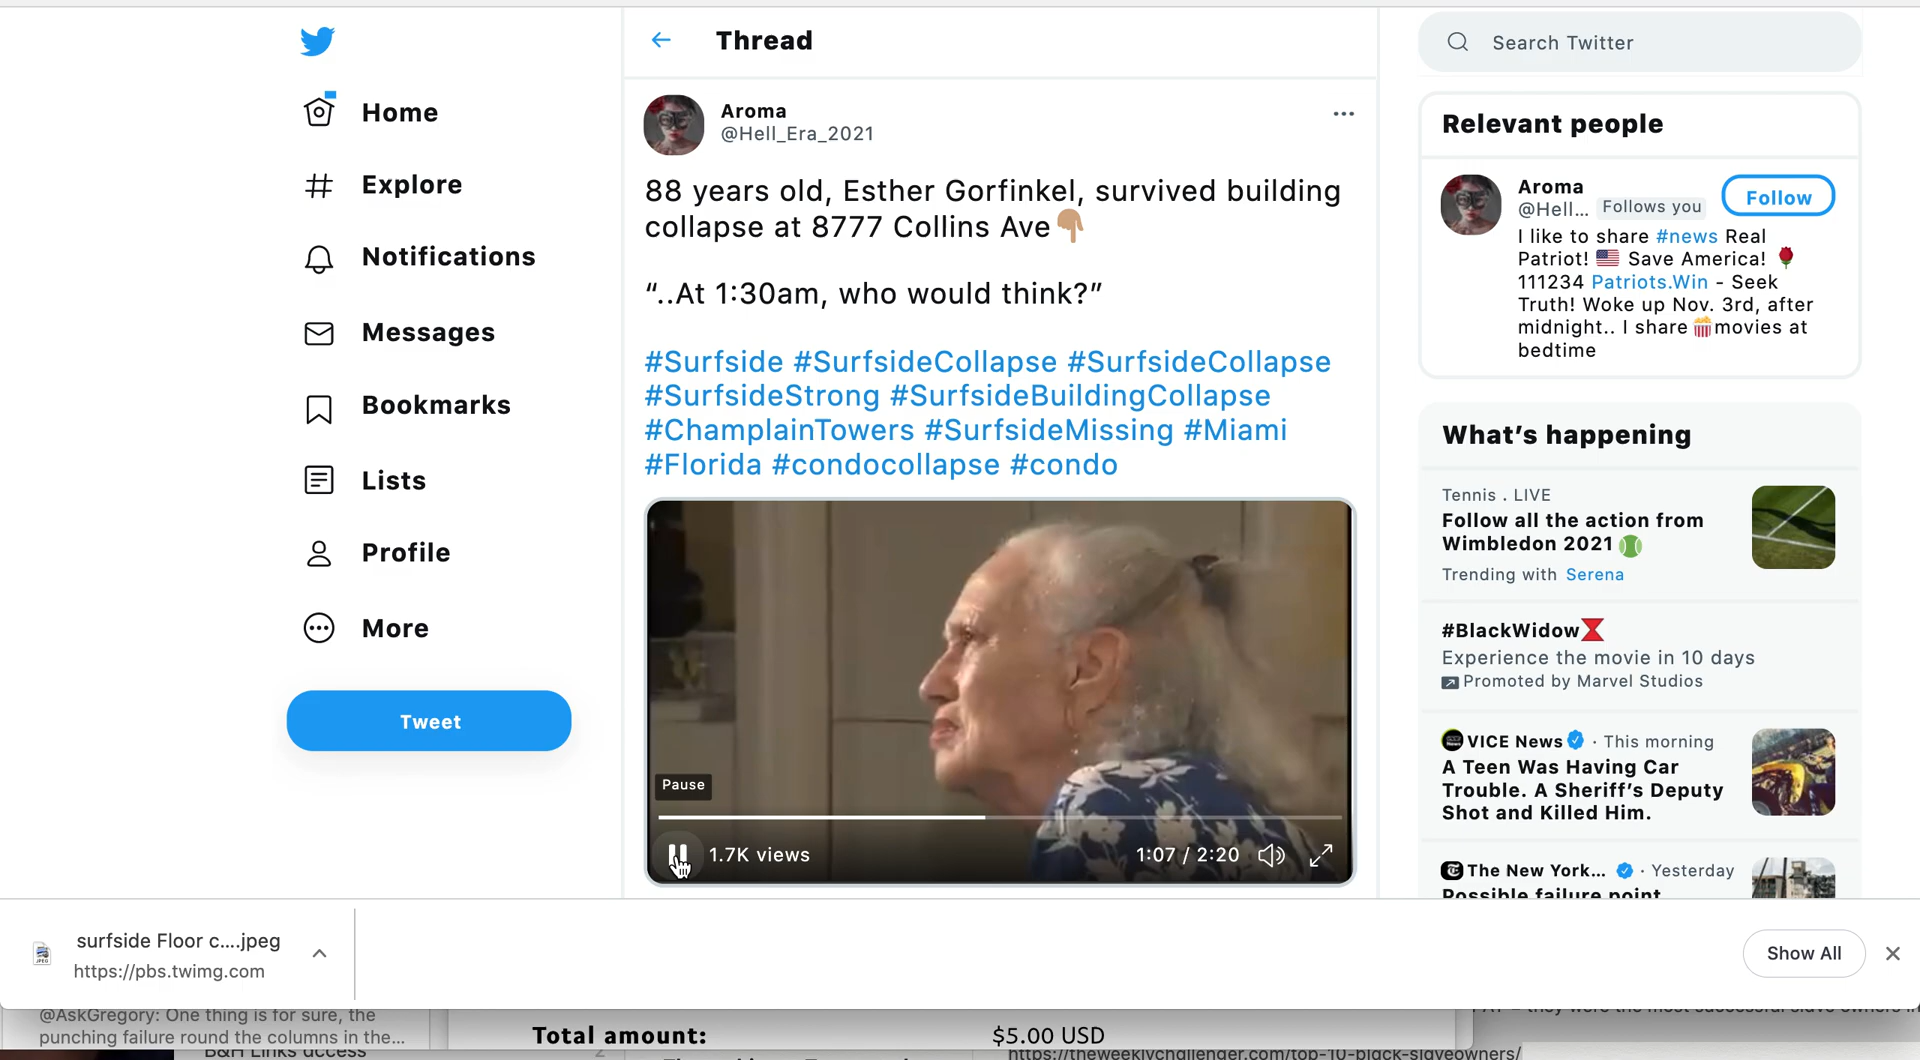 Thread
Search Twitter
Home
Explore
Notifications
Messages
Bookmarks
Lists
Profile
More
Tweet
Aroma
@Hell_Era_2021
88 years old, Esther Gorfinkel, survived building
collapse at 8777 Collins Ave
“..At 1:30am, who would think?”
#Surfside #SurfsideCollapse #SurfsideCollapse
#SurfsideStrong #SurfsideBuildingCollapse
#ChamplainTowers #SurfsideMissing #Miami
#Florida #condocollapse #condo
Pause
1.7K views
1:07 / 2:20
Relevant people
Aroma
@Hell... Follows you
Follow
I like to share #news Real
Patriot! 🇺🇸 Save America! 🌹
111234 Patriots.Win - Seek
Truth! Woke up Nov. 3rd, after
midnight.. I share 🍿movies at
bedtime
What’s happening
Tennis . LIVE
Follow all the action from
Wimbledon 2021
Trending with Serena
#BlackWidow
Experience the movie in 10 days
Promoted by Marvel Studios
VICE News · This morning
A Teen Was Having Car
Trouble. A Sheriff’s Deputy
Shot and Killed Him.
The New York... · Yesterday
Possible failure point
surfside Floor c....jpeg
https://pbs.twimg.com
Show All
@AskGregory: One thing is for sure, the
punching failure round the columns in the...
B&H Links access
Total amount:
$5.00 USD
https://theweeklychallenger.com/top-10-black-slaveowners/